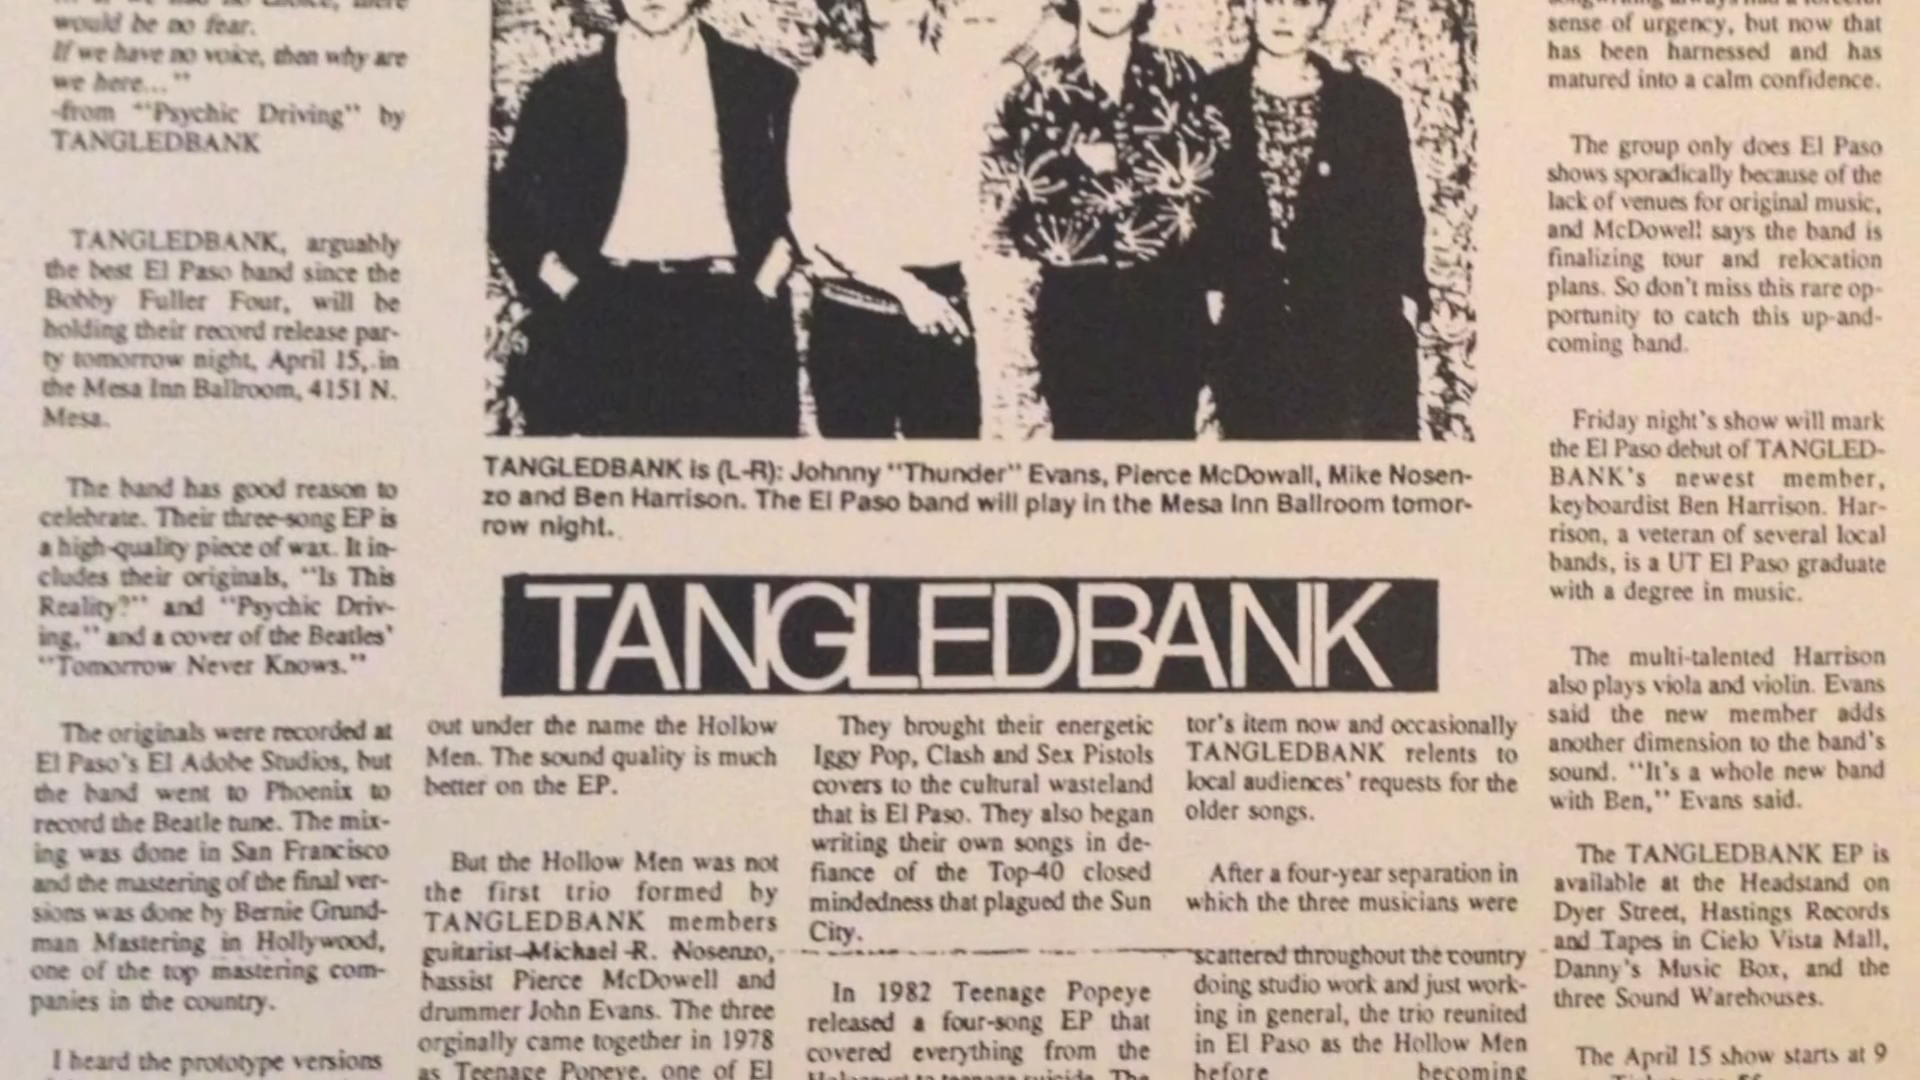 would be no fear.
If we have no voice, then why are
we here..."
-from "Psychic Driving" by
TANGLEDBANK
TANGLEDBANK, arguably
the best El Paso band since the
Bobby Fuller Four, will be
holding their record release par-
ty tomorrow night, April 15, in
the Mesa Inn Ballroom, 4151 N.
Mesa.
The band has good reason to
celebrate. Their three-song EP is
a high-quality piece of wax. It in-
cludes their originals, "Is This
Reality?" and "Psychic Driv-
ing," and a cover of the Beatles'
"Tomorrow Never Knows."
The originals were recorded at
El Paso's El Adobe Studios, but
the band went to Phoenix to
record the Beatle tune. The mix-
ing was done in San Francisco
and the mastering of the final ver-
sions was done by Bernie Grund-
man Mastering in Hollywood,
one of the top mastering com-
panies in the country.
I heard the prototype versions
TANGLEDBANK is (L-R): Johnny "Thunder" Evans, Pierce McDowall, Mike Nosen-
zo and Ben Harrison. The El Paso band will play in the Mesa Inn Ballroom tomor-
row night.
TANGLEDBANK
out under the name the Hollow
Men. The sound quality is much
better on the EP.
But the Hollow Men was not
the first trio formed by
TANGLEDBANK members
guitarist Michael R. Nosenzo,
bassist Pierce McDowell and
drummer John Evans. The three
orginally came together in 1978
as Teenage Popeye, one of El
They brought their energetic
Iggy Pop, Clash and Sex Pistols
covers to the cultural wasteland
that is El Paso. They also began
writing their own songs in de-
fiance of the Top-40 closed
mindedness that plagued the Sun
City.
In 1982 Teenage Popeye
released a four-song EP that
covered everything from the
Holocaust to teenage suicide. The
tor's item now and occasionally
TANGLEDBANK relents to
local audiences' requests for the
older songs.
After a four-year separation in
which the three musicians were
scattered throughout the country
doing studio work and just work-
ing in general, the trio reunited
in El Paso as the Hollow Men
before becoming
sense of urgency, but now that
has been harnessed and has
matured into a calm confidence.
The group only does El Paso
shows sporadically because of the
lack of venues for original music,
and McDowell says the band is
finalizing tour and relocation
plans. So don't miss this rare op-
portunity to catch this up-and-
coming band.
Friday night's show will mark
the El Paso debut of TANGLED-
BANK's newest member,
keyboardist Ben Harrison. Har-
rison, a veteran of several local
bands, is a UT El Paso graduate
with a degree in music.
The multi-talented Harrison
also plays viola and violin. Evans
said the new member adds
another dimension to the band's
sound. "It's a whole new band
with Ben," Evans said.
The TANGLEDBANK EP is
available at the Headstand on
Dyer Street, Hastings Records
and Tapes in Cielo Vista Mall,
Danny's Music Box, and the
three Sound Warehouses.
The April 15 show starts at 9